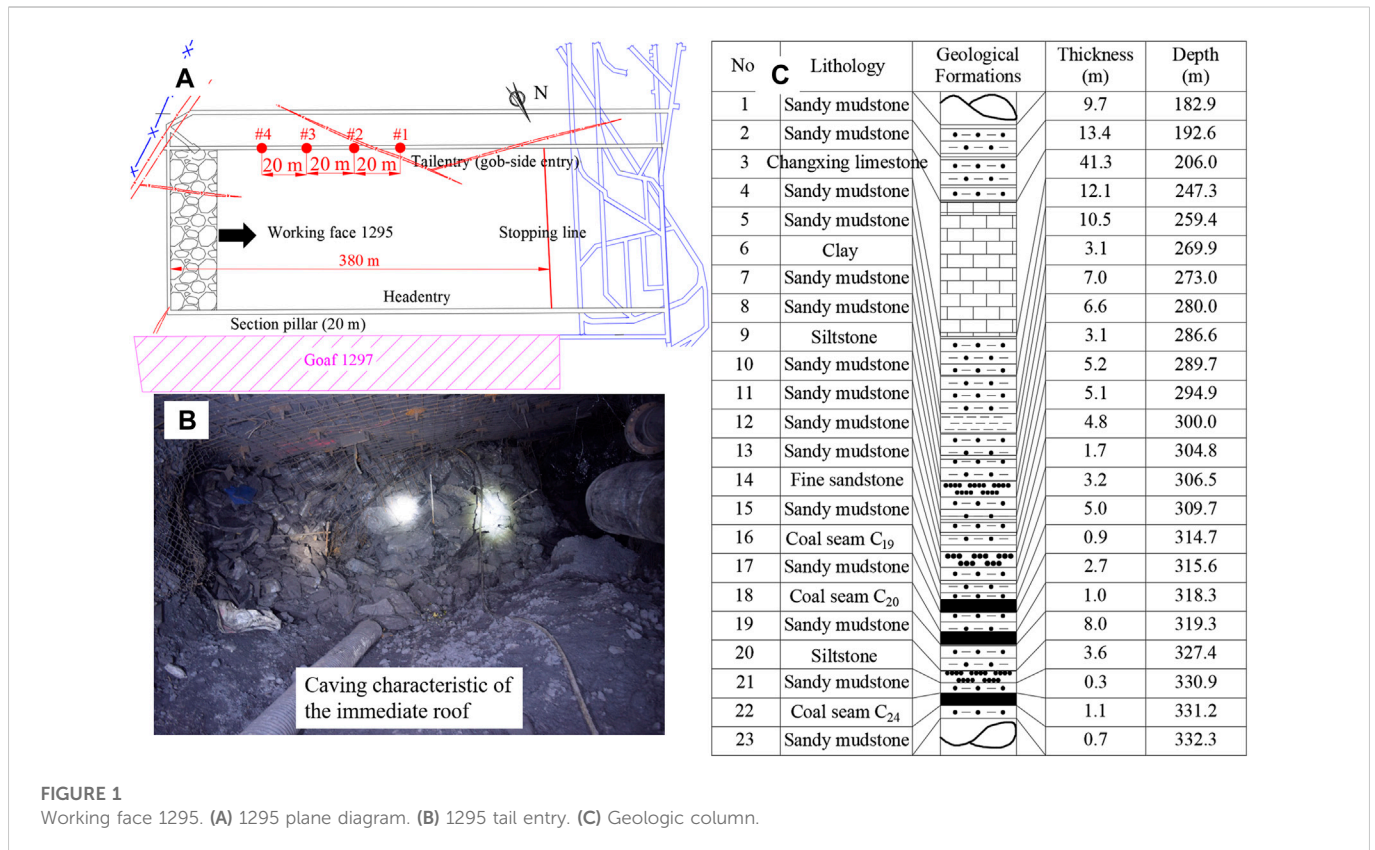 A
N
#4
#3
#2
#1
20 m
20 m
20 m
Tailentry (gob-side entry)
Working face 1295
Stopping line
380 m
Headentry
Section pillar (20 m)
Goaf 1297
B
Caving characteristic of
the immediate roof
C
No Lithology Geological Formations Thickness (m) Depth (m)
1 Sandy mudstone 9.7 182.9
2 Sandy mudstone 13.4 192.6
3 Changxing limestone 41.3 206.0
4 Sandy mudstone 12.1 247.3
5 Sandy mudstone 10.5 259.4
6 Clay 3.1 269.9
7 Sandy mudstone 7.0 273.0
8 Sandy mudstone 6.6 280.0
9 Siltstone 3.1 286.6
10 Sandy mudstone 5.2 289.7
11 Sandy mudstone 5.1 294.9
12 Sandy mudstone 4.8 300.0
13 Sandy mudstone 1.7 304.8
14 Fine sandstone 3.2 306.5
15 Sandy mudstone 5.0 309.7
16 Coal seam C19 0.9 314.7
17 Sandy mudstone 2.7 315.6
18 Coal seam C20 1.0 318.3
19 Sandy mudstone 8.0 319.3
20 Siltstone 3.6 327.4
21 Sandy mudstone 0.3 330.9
22 Coal seam C24 1.1 331.2
23 Sandy mudstone 0.7 332.3
FIGURE 1
Working face 1295. (A) 1295 plane diagram. (B) 1295 tail entry. (C) Geologic column.